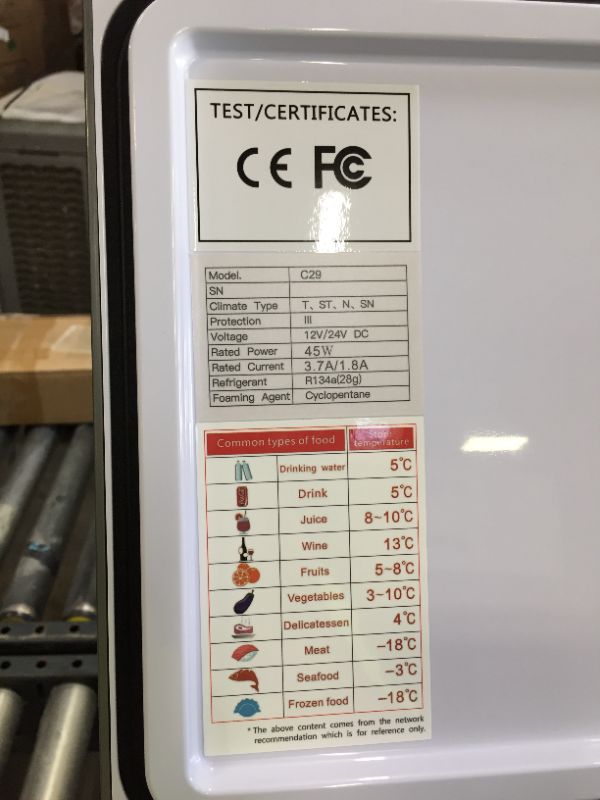 TEST/CERTIFICATES:
CE FC
Model. C29
SN
Climate Type T、ST、N、SN
Protection III
Voltage 12V/24V DC
Rated Power 45W
Rated Current 3.7A/1.8A
Refrigerant R134a(28g)
Foaming Agent Cyclopentane
Common types of food Store temperature
Drinking water 5℃
Drink 5℃
Juice 8~10℃
Wine 13℃
Fruits 5~8℃
Vegetables 3~10℃
Delicatessen 4℃
Meat -18℃
Seafood -3℃
Frozen food -18℃
* The above content comes from the network
recommendation which is for reference only.